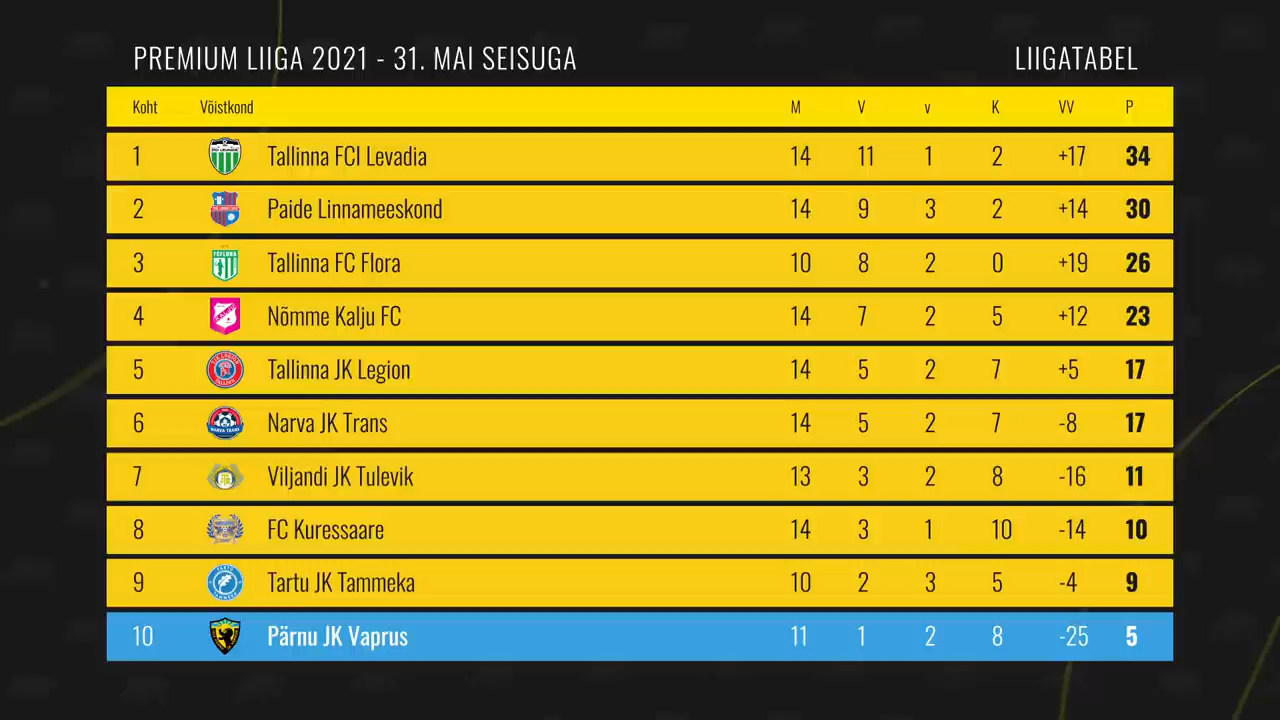 PREMIUM LIIGA 2021 - 31. MAI SEISUGA LIIGATABEL
Koht Võistkond M V v K VV P
1 Tallinna FCI Levadia 14 11 1 2 +17 34
2 Paide Linnameeskond 14 9 3 2 +14 30
3 Tallinna FC Flora 10 8 2 0 +19 26
4 Nõmme Kalju FC 14 7 2 5 +12 23
5 Tallinna JK Legion 14 5 2 7 +5 17
6 Narva JK Trans 14 5 2 7 -8 17
7 Viljandi JK Tulevik 13 3 2 8 -16 11
8 FC Kuressaare 14 3 1 10 -14 10
9 Tartu JK Tammeka 10 2 3 5 -4 9
10 Pärnu JK Vaprus 11 1 2 8 -25 5